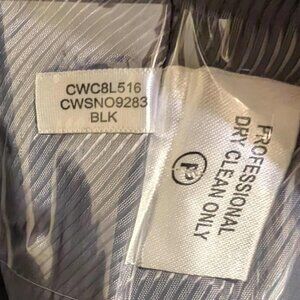 CWC8L516
CWSNO9283
BLK
PROFESSIONAL
DRY CLEAN ONLY
P